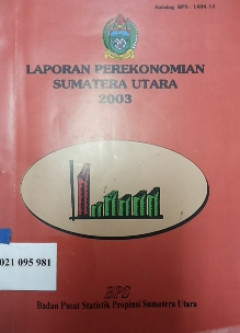 Katalog BPS : 1404.12
LAPORAN PEREKONOMIAN
SUMATERA UTARA
2003
021 095 981
BPS
Badan Pusat Statistik Propinsi Sumatera Utara